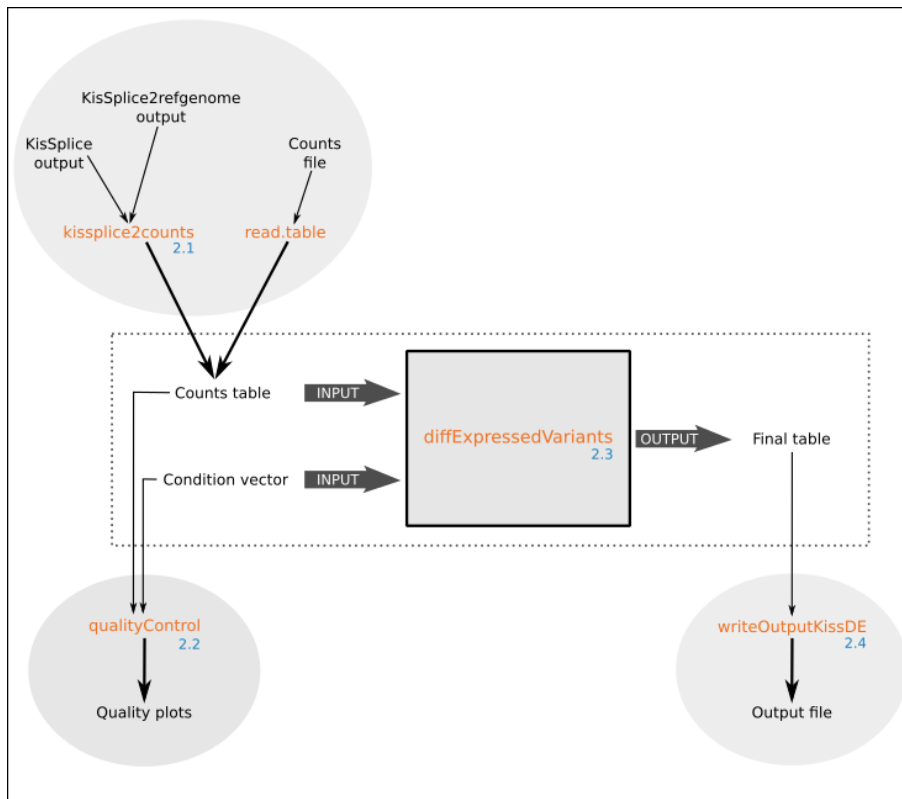 KisSplice2refgenome
output
KisSplice
output
Counts
file
kissplice2counts
2.1
read.table
Counts table
INPUT
diffExpressedVariants
2.3
OUTPUT
Final table
Condition vector
INPUT
qualityControl
2.2
Quality plots
writeOutputKissDE
2.4
Output file